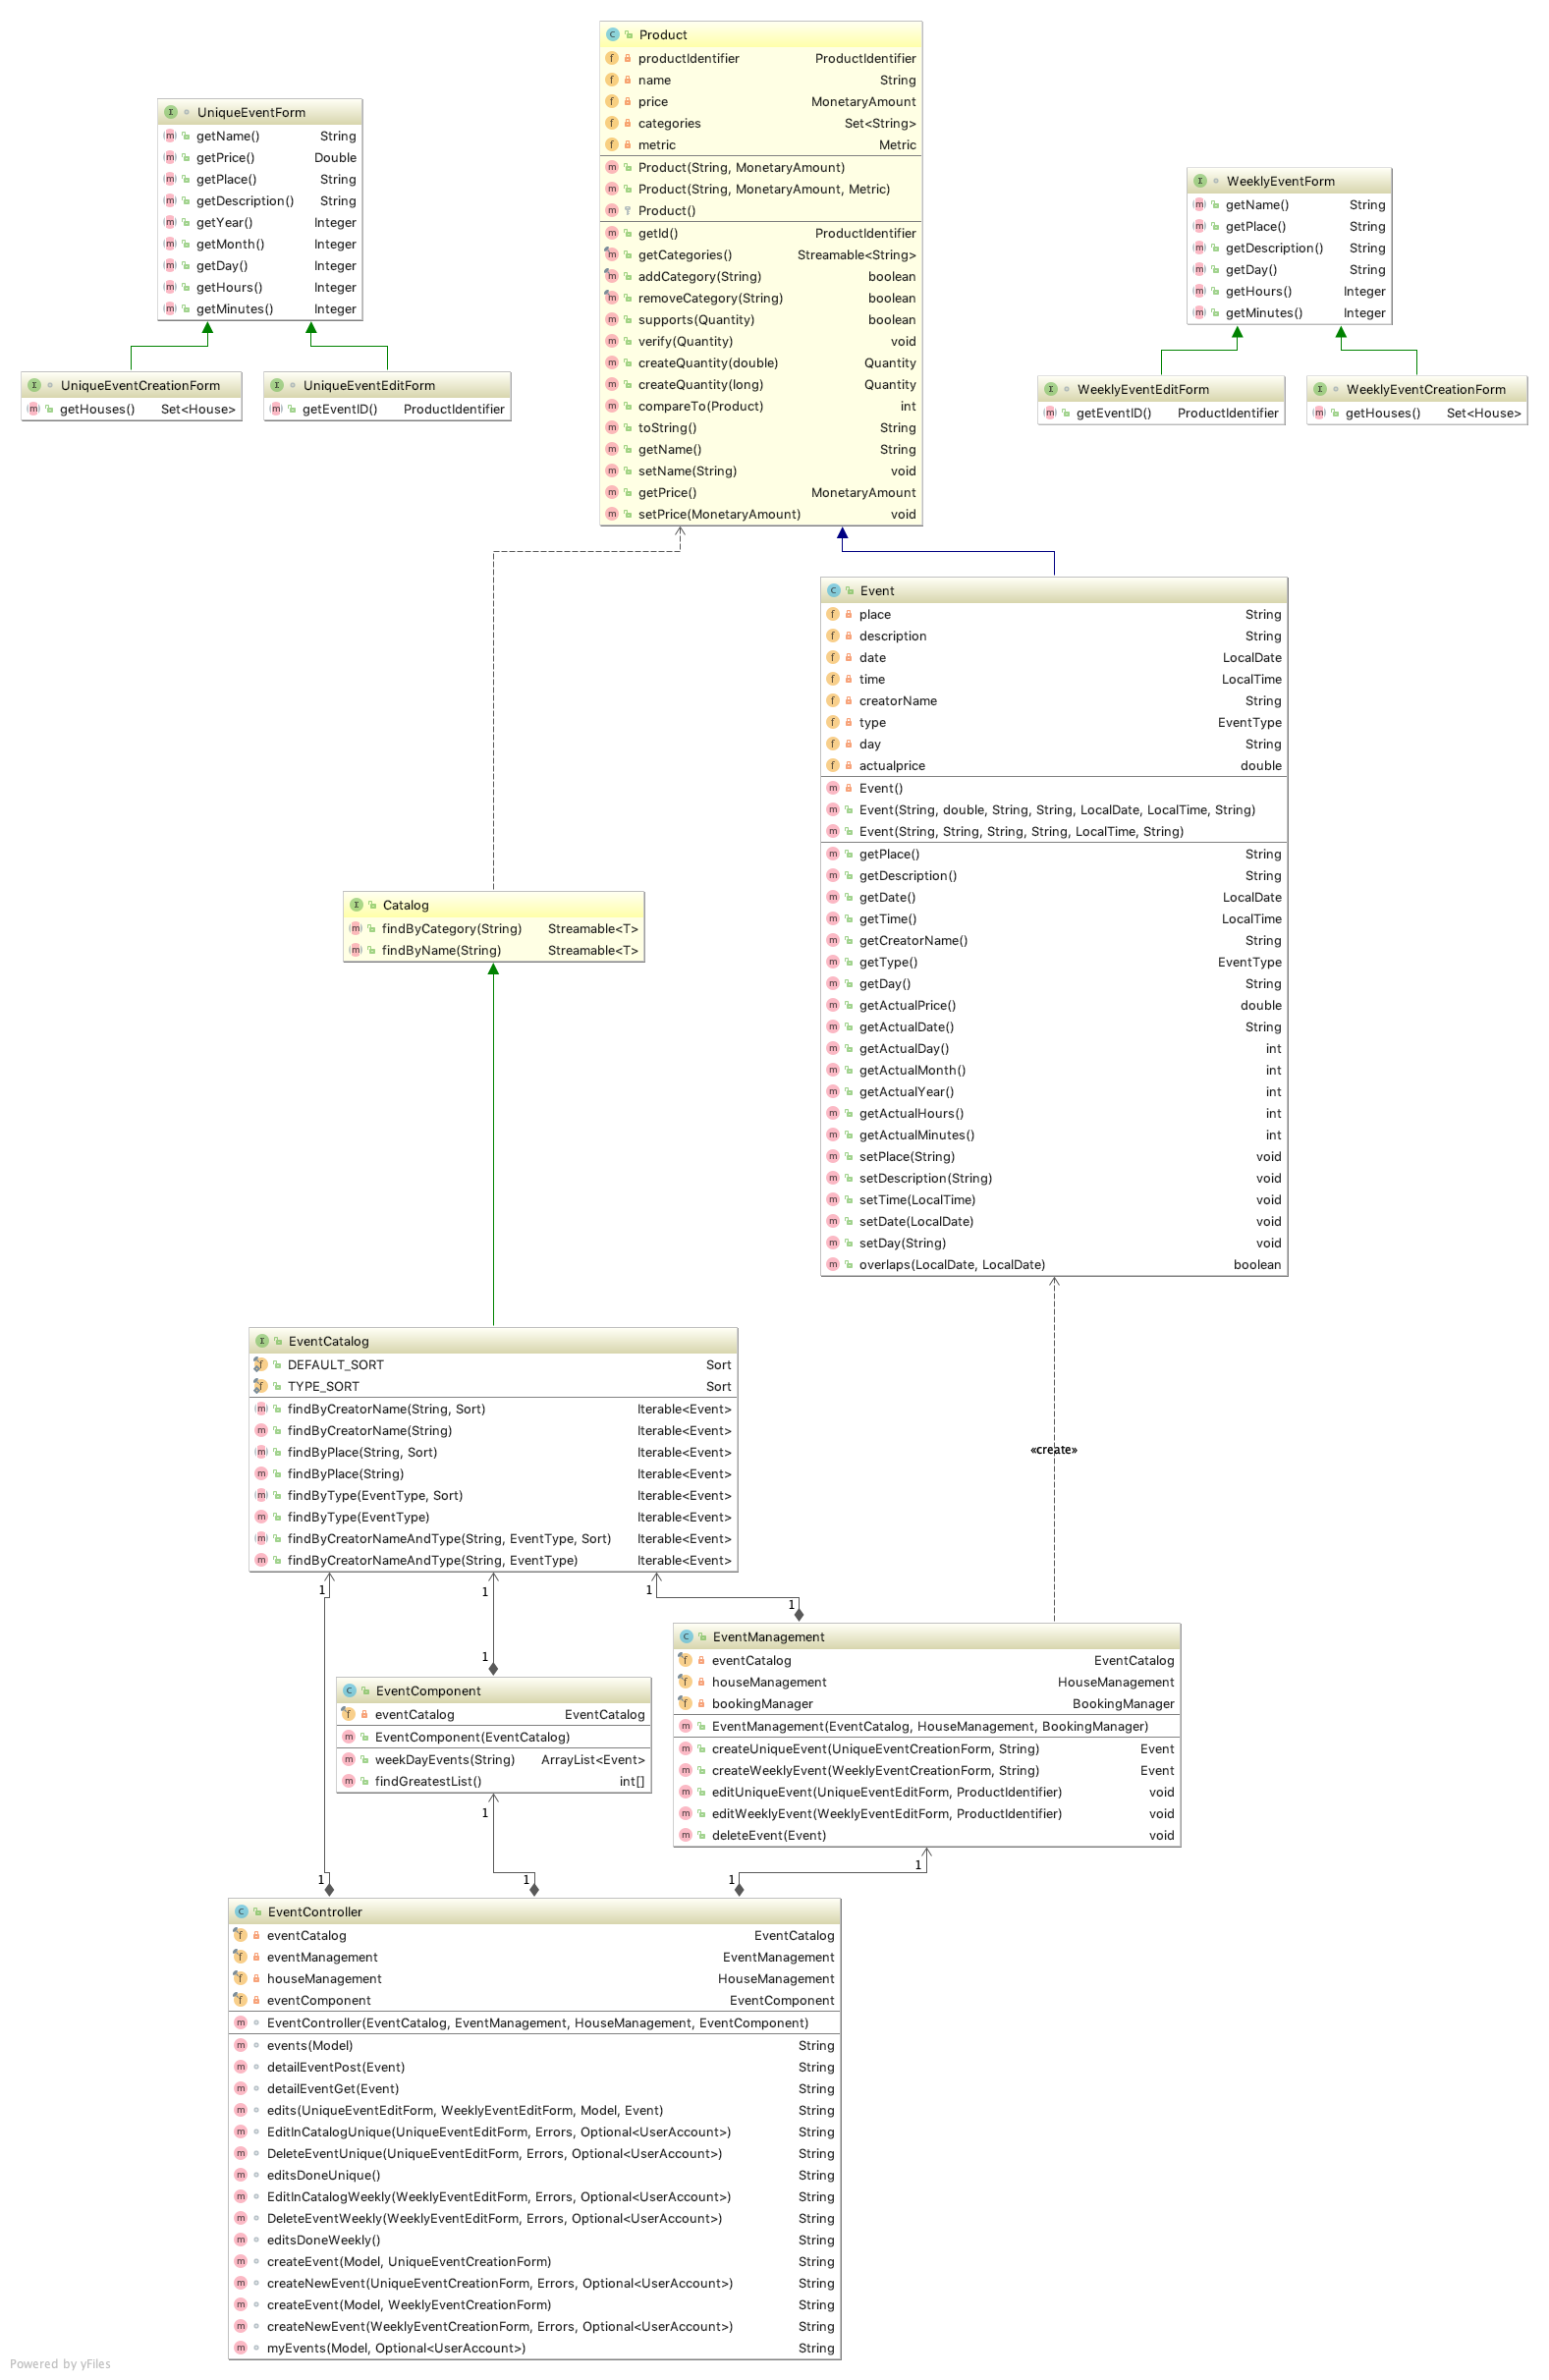 Product
productIdentifier ProductIdentifier
name String
price MonetaryAmount
categories Set<String>
metric Metric
Product(String, MonetaryAmount)
Product(String, MonetaryAmount, Metric)
Product()
getId() ProductIdentifier
getCategories() Streamable<String>
addCategory(String) boolean
removeCategory(String) boolean
supports(Quantity) boolean
verify(Quantity) void
createQuantity(double) Quantity
createQuantity(long) Quantity
compareTo(Product) int
toString() String
getName() String
setName(String) void
getPrice() MonetaryAmount
setPrice(MonetaryAmount) void
UniqueEventForm
getName() String
getPrice() Double
getPlace() String
getDescription() String
getYear() Integer
getMonth() Integer
getDay() Integer
getHours() Integer
getMinutes() Integer
WeeklyEventForm
getName() String
getPlace() String
getDescription() String
getDay() String
getHours() Integer
getMinutes() Integer
UniqueEventCreationForm
getHouses() Set<House>
UniqueEventEditForm
getEventID() ProductIdentifier
WeeklyEventEditForm
getEventID() ProductIdentifier
WeeklyEventCreationForm
getHouses() Set<House>
Event
place String
description String
date LocalDate
time LocalTime
creatorName String
type EventType
day String
actualprice double
Event()
Event(String, double, String, String, LocalDate, LocalTime, String)
Event(String, String, String, String, LocalTime, String)
getPlace() String
getDescription() String
getDate() LocalDate
getTime() LocalTime
getCreatorName() String
getType() EventType
getDay() String
getActualPrice() double
getActualDate() String
getActualDay() int
getActualMonth() int
getActualYear() int
getActualHours() int
getActualMinutes() int
setPlace(String) void
setDescription(String) void
setTime(LocalTime) void
setDate(LocalDate) void
setDay(String) void
overlaps(LocalDate, LocalDate) boolean
Catalog
findByCategory(String) Streamable<T>
findByName(String) Streamable<T>
EventCatalog
DEFAULT_SORT Sort
TYPE_SORT Sort
findByCreatorName(String, Sort) Iterable<Event>
findByCreatorName(String) Iterable<Event>
findByPlace(String, Sort) Iterable<Event>
findByPlace(String) Iterable<Event>
findByType(EventType, Sort) Iterable<Event>
findByType(EventType) Iterable<Event>
findByCreatorNameAndType(String, EventType, Sort) Iterable<Event>
findByCreatorNameAndType(String, EventType) Iterable<Event>
«create»
1 1 1
1
1
EventManagement
eventCatalog EventCatalog
houseManagement HouseManagement
bookingManager BookingManager
EventManagement(EventCatalog, HouseManagement, BookingManager)
createUniqueEvent(UniqueEventCreationForm, String) Event
createWeeklyEvent(WeeklyEventCreationForm, String) Event
editUniqueEvent(UniqueEventEditForm, ProductIdentifier) void
editWeeklyEvent(WeeklyEventEditForm, ProductIdentifier) void
deleteEvent(Event) void
EventComponent
eventCatalog EventCatalog
EventComponent(EventCatalog)
weekDayEvents(String) ArrayList<Event>
findGreatestList() int[]
1
1
1 1 1
EventController
eventCatalog EventCatalog
eventManagement EventManagement
houseManagement HouseManagement
eventComponent EventComponent
EventController(EventCatalog, EventManagement, HouseManagement, EventComponent)
events(Model) String
detailEventPost(Event) String
detailEventGet(Event) String
edits(UniqueEventEditForm, WeeklyEventEditForm, Model, Event) String
EditInCatalogUnique(UniqueEventEditForm, Errors, Optional<UserAccount>) String
DeleteEventUnique(UniqueEventEditForm, Errors, Optional<UserAccount>) String
editsDoneUnique() String
EditInCatalogWeekly(WeeklyEventEditForm, Errors, Optional<UserAccount>) String
DeleteEventWeekly(WeeklyEventEditForm, Errors, Optional<UserAccount>) String
editsDoneWeekly() String
createEvent(Model, UniqueEventCreationForm) String
createNewEvent(UniqueEventCreationForm, Errors, Optional<UserAccount>) String
createEvent(Model, WeeklyEventCreationForm) String
createNewEvent(WeeklyEventCreationForm, Errors, Optional<UserAccount>) String
myEvents(Model, Optional<UserAccount>) String
Powered by yFiles